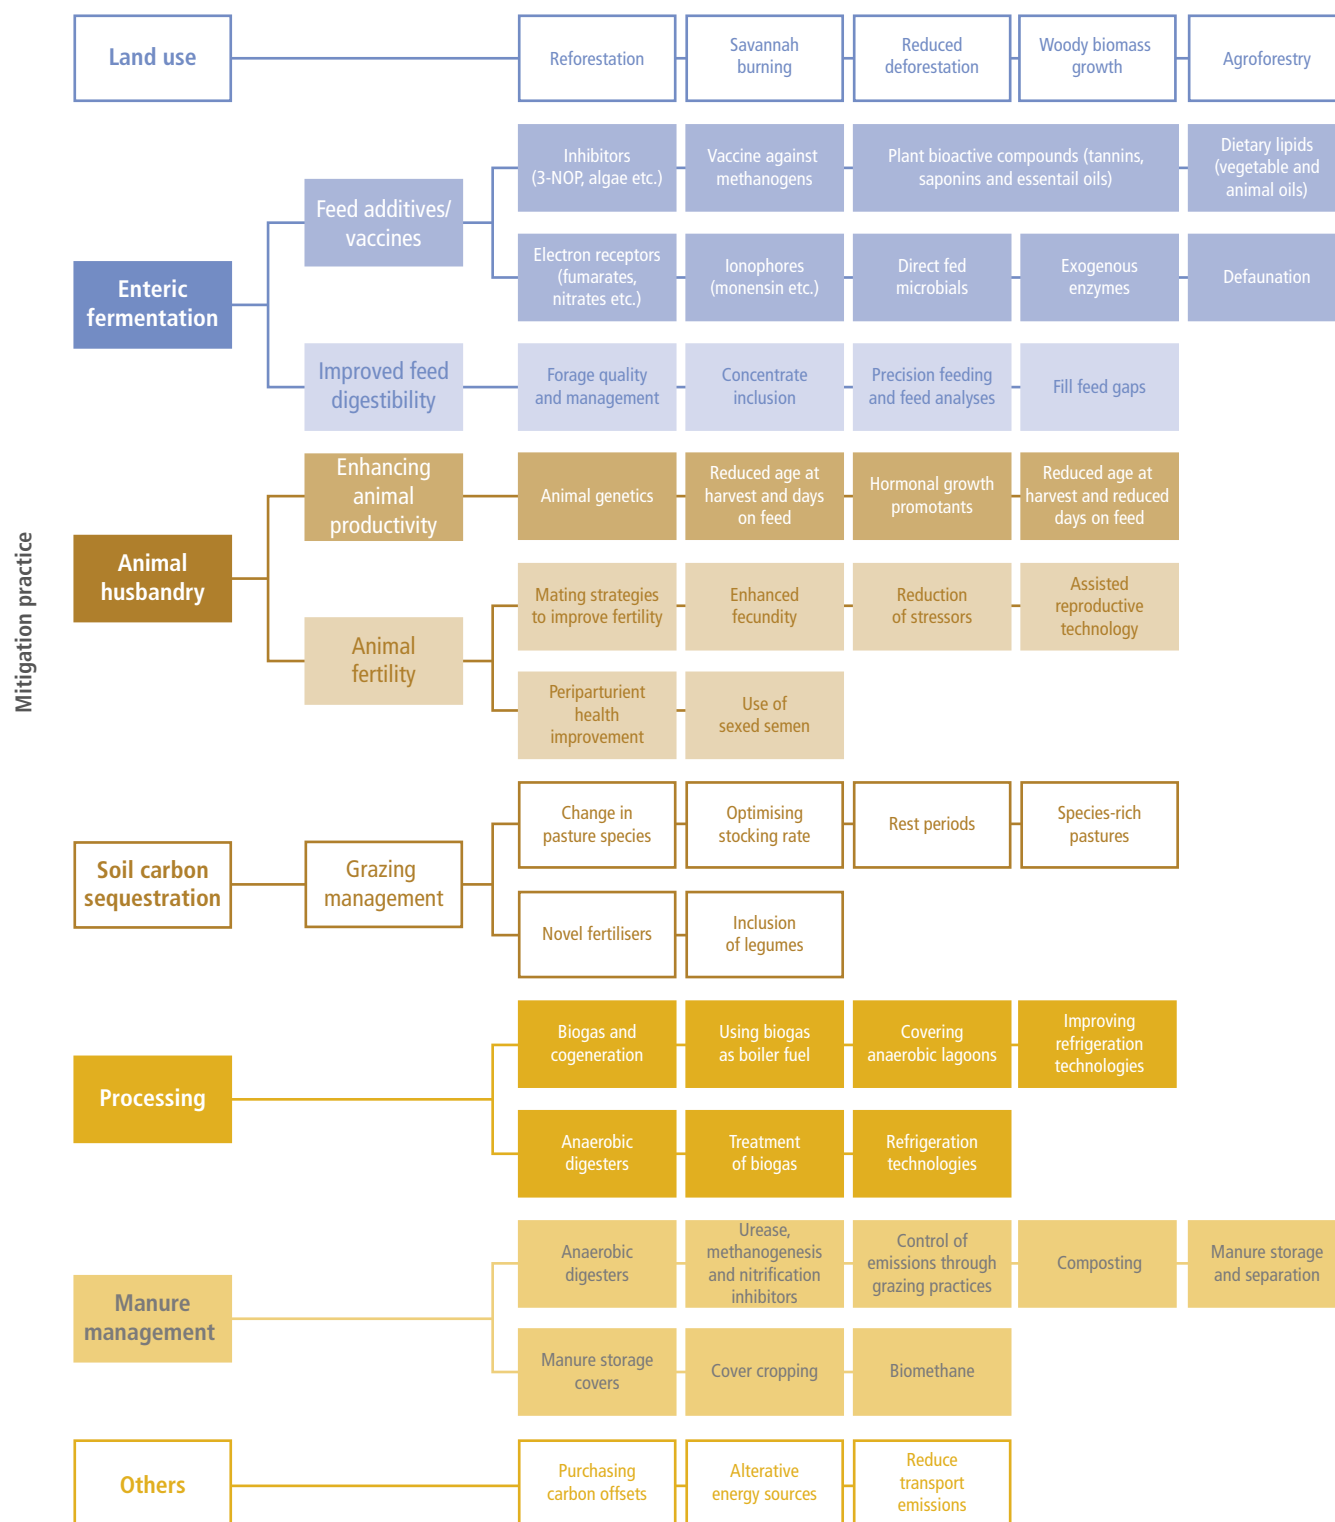 Mitigation practice
Land use
Reforestation
Savannah
burning
Reduced
deforestation
Woody biomass
growth
Agroforestry
Enteric
fermentation
Feed additives/
vaccines
Inhibitors
(3-NOP, algae etc.)
Vaccine against
methanogens
Plant bioactive compounds (tannins,
saponins and essentail oils)
Dietary lipids
(vegetable and
animal oils)
Electron receptors
(fumarates,
nitrates etc.)
Ionophores
(monensin etc.)
Direct fed
microbials
Exogenous
enzymes
Defaunation
Improved feed
digestibility
Forage quality
and management
Concentrate
inclusion
Precision feeding
and feed analyses
Fill feed gaps
Animal
husbandry
Enhancing
animal
productivity
Animal genetics
Reduced age at
harvest and days
on feed
Hormonal growth
promotants
Reduced age at
harvest and reduced
days on feed
Animal
fertility
Mating strategies
to improve fertility
Enhanced
fecundity
Reduction
of stressors
Assisted
reproductive
technology
Periparturient
health
improvement
Use of
sexed semen
Soil carbon
sequestration
Grazing
management
Change in
pasture species
Optimising
stocking rate
Rest periods
Species-rich
pastures
Novel fertilisers
Inclusion
of legumes
Processing
Biogas and
cogeneration
Using biogas
as boiler fuel
Covering
anaerobic lagoons
Improving
refrigeration
technologies
Anaerobic
digesters
Treatment
of biogas
Refrigeration
technologies
Manure
management
Anaerobic
digesters
Urease,
methanogenesis
and nitrification
inhibitors
Control of
emissions through
grazing practices
Composting
Manure storage
and separation
Manure storage
covers
Cover cropping
Biomethane
Others
Purchasing
carbon offsets
Alterative
energy sources
Reduce
transport
emissions